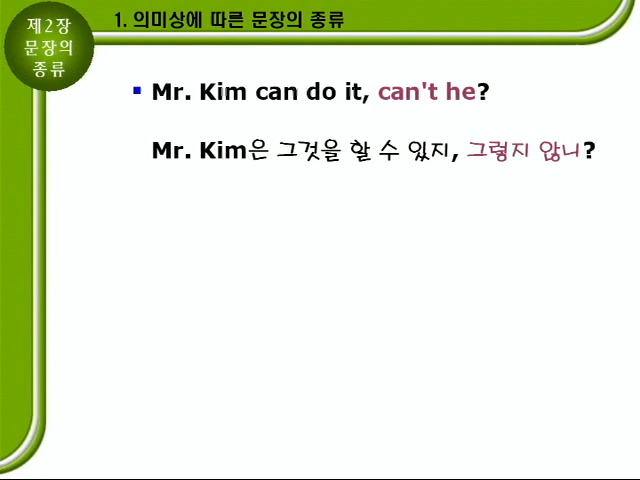 제2장
문장의
종류
1. 의미상에 따른 문장의 종류
Mr. Kim can do it, can't he?
Mr. Kim은 그것을 할 수 있지, 그렇지 않니?